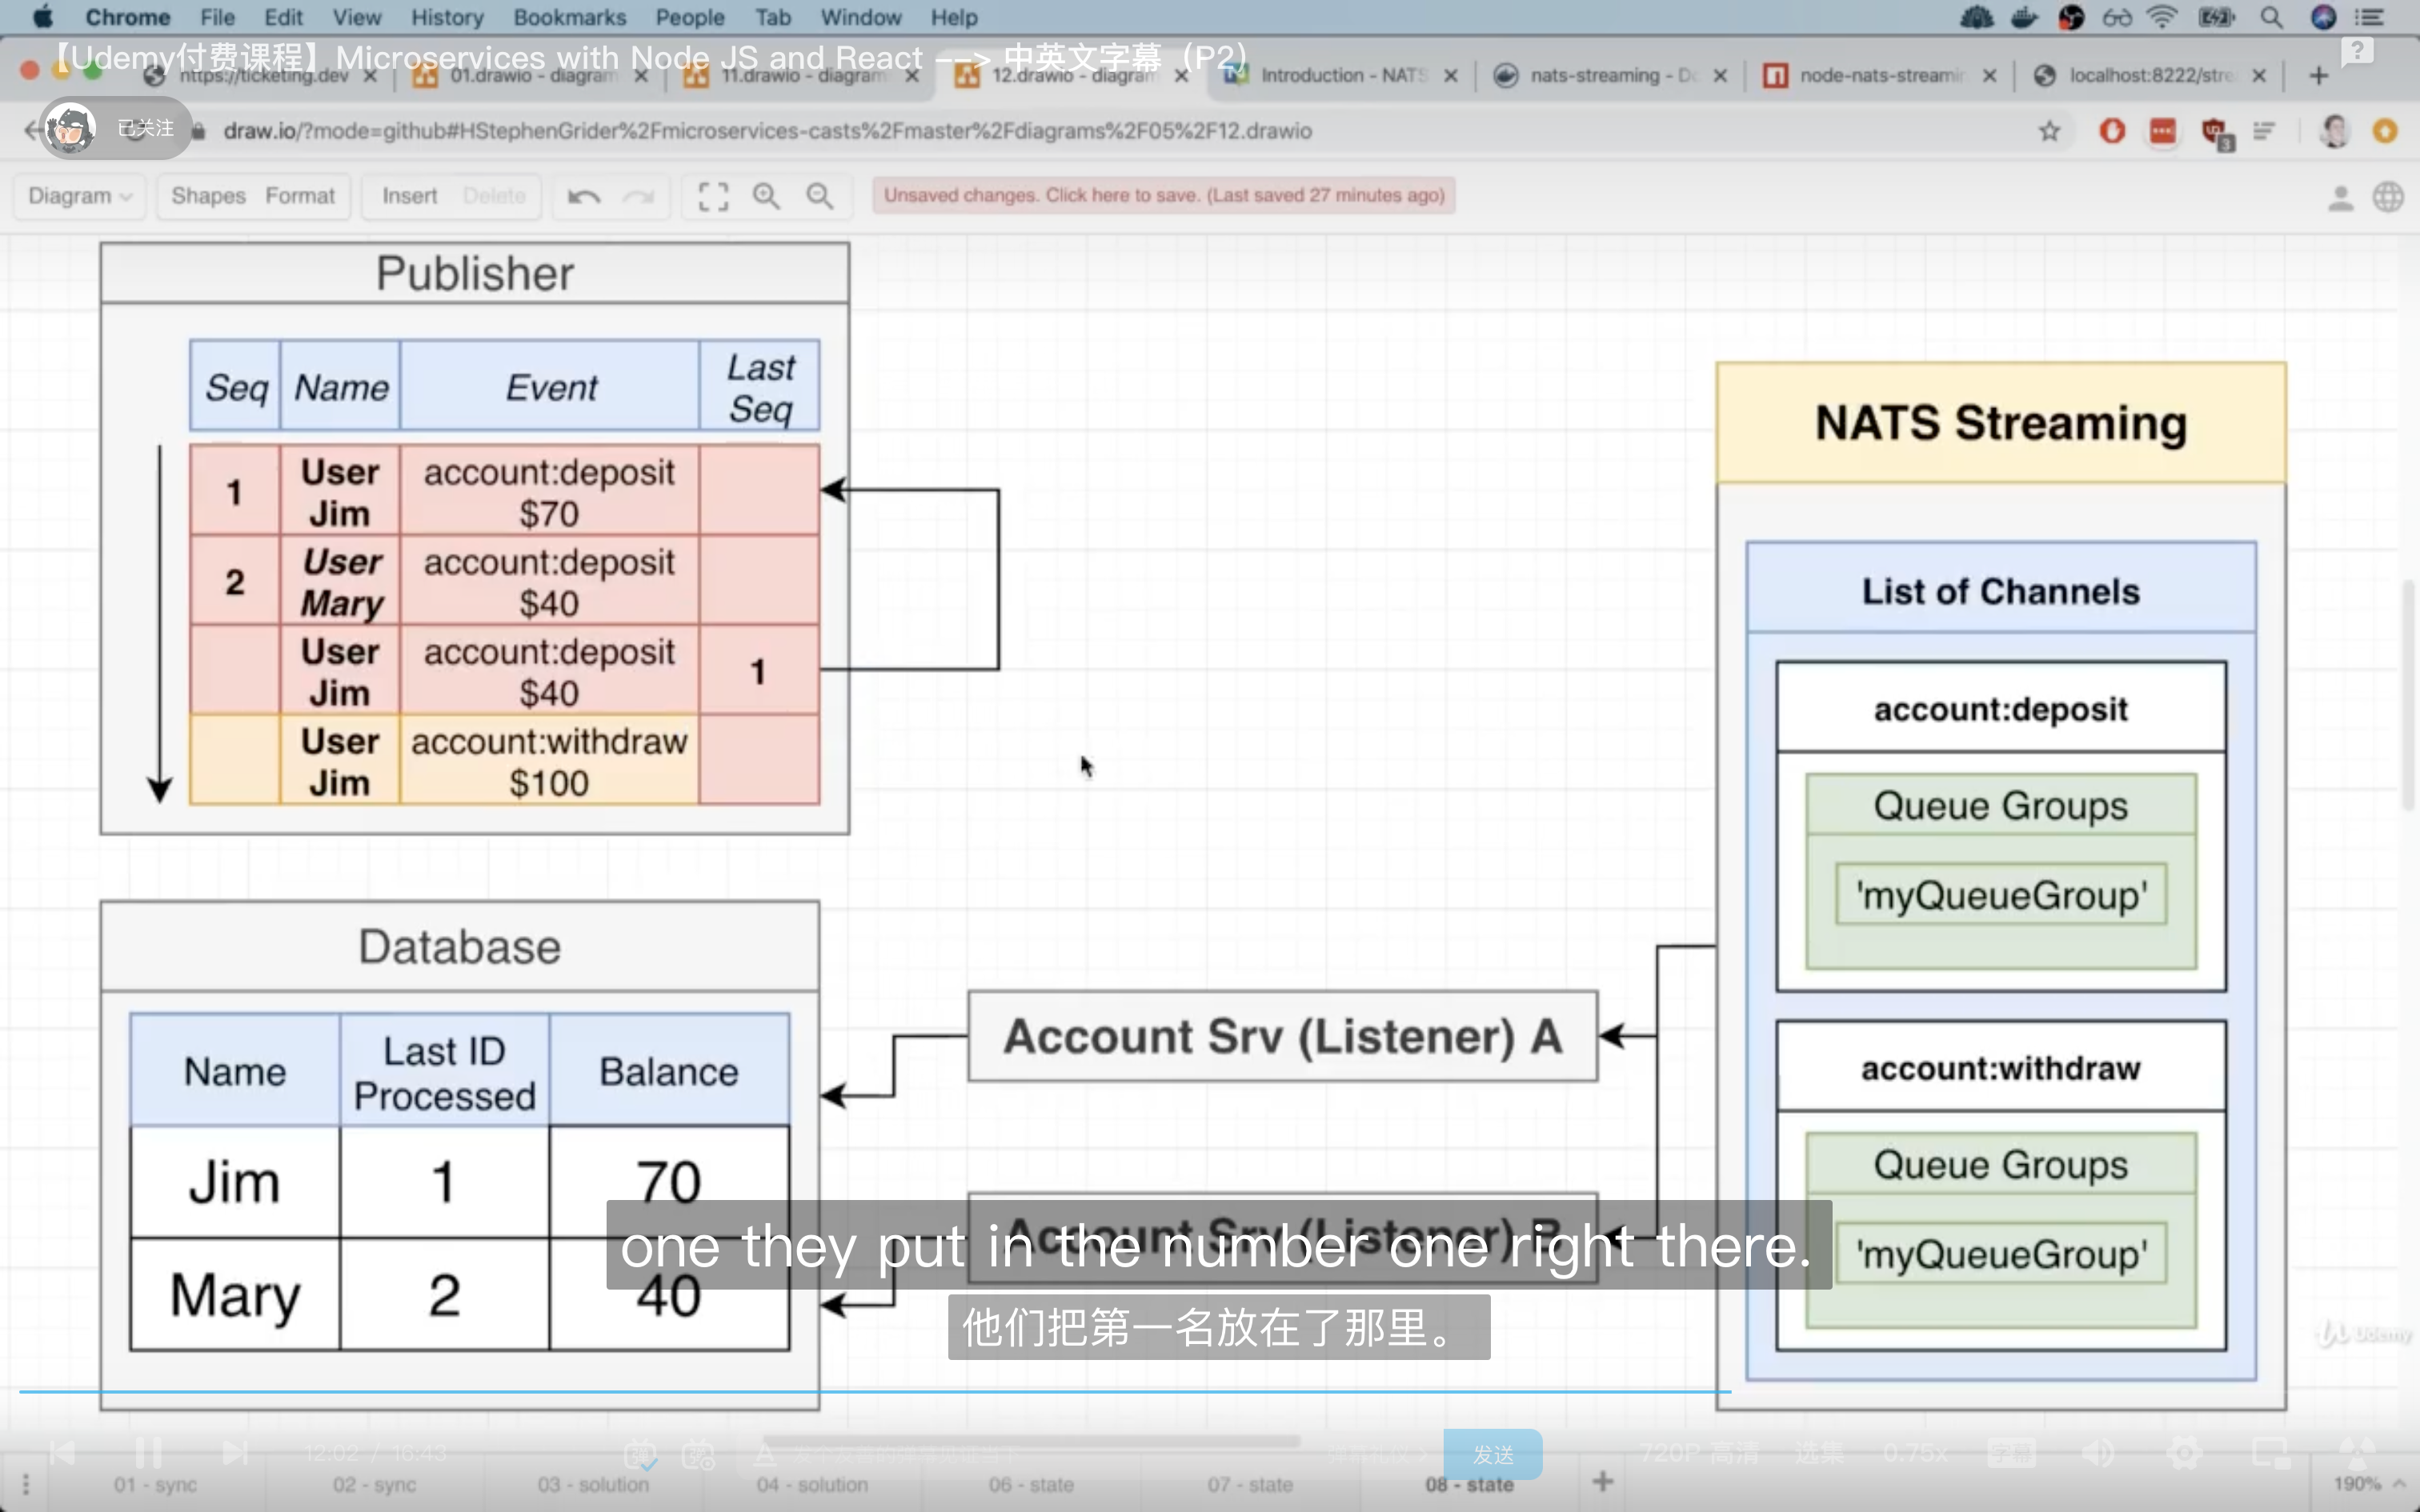 Chrome File Edit View History Bookmarks People Tab Window Help
【Udemy付费课程】Microservices with Node JS and React --> 中英文字幕（P2）
https://ticketing.dev 01.drawio - diagram 11.drawio - diagram 12.drawio - diagram Introduction - NATS nats-streaming - Do node-nats-streamin localhost:8222/stre
已关注
draw.io/?mode=github#HStephenGrider%2Fmicroservices-casts%2Fmaster%2Fdiagrams%2F05%2F12.drawio
3
Diagram Shapes Format Insert Delete Unsaved changes. Click here to save. (Last saved 27 minutes ago)
Publisher
Seq Name Event Last Seq
1 User Jim account:deposit $70
2 User Mary account:deposit $40
User Jim account:deposit $40 1
User Jim account:withdraw $100
NATS Streaming
List of Channels
account:deposit
Queue Groups
'myQueueGroup'
account:withdraw
Queue Groups
'myQueueGroup'
Database
Name Last ID Processed Balance
Jim 1 70
Mary 2 40
Account Srv (Listener) A
Account Srv (Listener) B
one they put in the number one right there.
他们把第一名放在了那里。
Udemy
12:02 / 16:43
发送 720P 高清 选集 0.75x 字幕
01 - sync 02 - sync 03 - solution 04 - solution 06 - state 07 - state 08 - state 190%